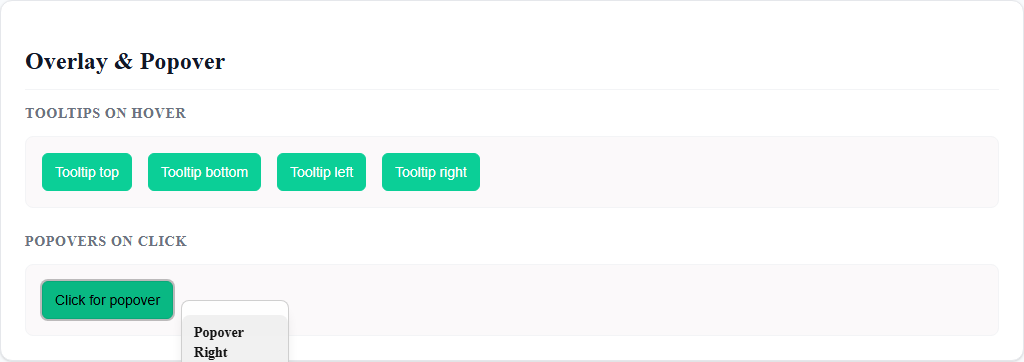 Overlay & Popover
TOOLTIPS ON HOVER
Tooltip top
Tooltip bottom
Tooltip left
Tooltip right
POPOVERS ON CLICK
Click for popover
Popover
Right